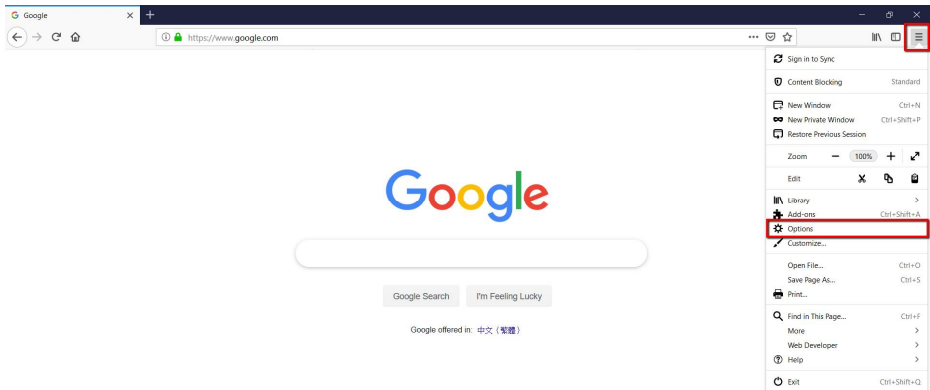 Google
https://www.google.com
Sign in to Sync
Content Blocking Standard
New Window Ctrl+N
New Private Window Ctrl+Shift+P
Restore Previous Session
Zoom 100%
Edit
Library
Add-ons Ctrl+Shift+A
Options
Customize...
Open File... Ctrl+O
Save Page As... Ctrl+S
Print...
Find in This Page... Ctrl+F
More
Web Developer
Help
Exit Ctrl+Shift+Q
Google
Google Search I'm Feeling Lucky
Google offered in: 中文（繁體）